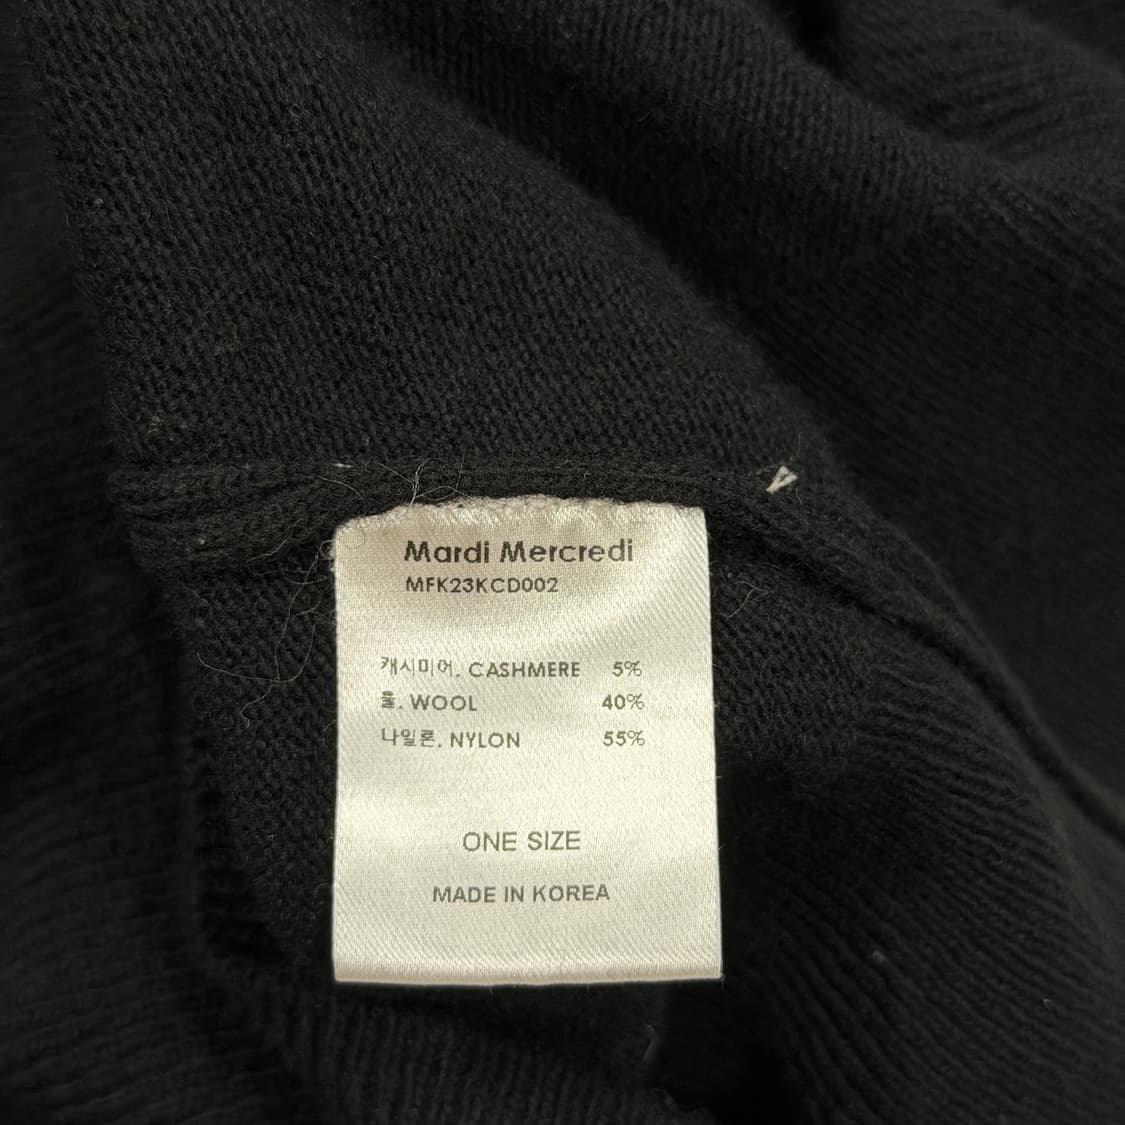 Mardi Mercredi
MFK23KCD002
캐시미어. CASHMERE 5%
울. WOOL 40%
나일론. NYLON 55%
ONE SIZE
MADE IN KOREA